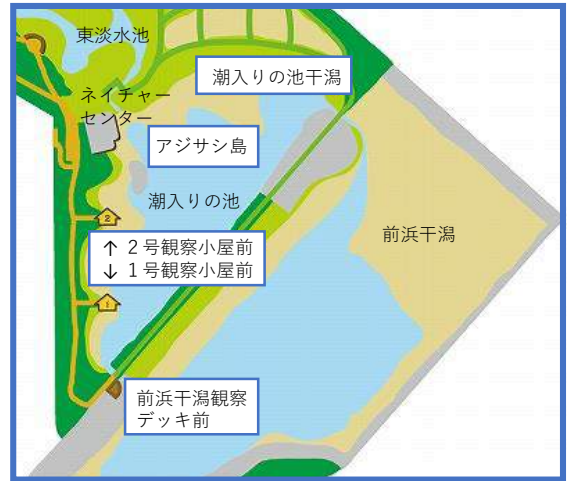 東淡水池
潮入りの池干潟
ネイチャー
センター
アジサシ島
潮入りの池
前浜干潟
2
↑ 2号観察小屋前
↓ 1号観察小屋前
1
前浜干潟観察
デッキ前